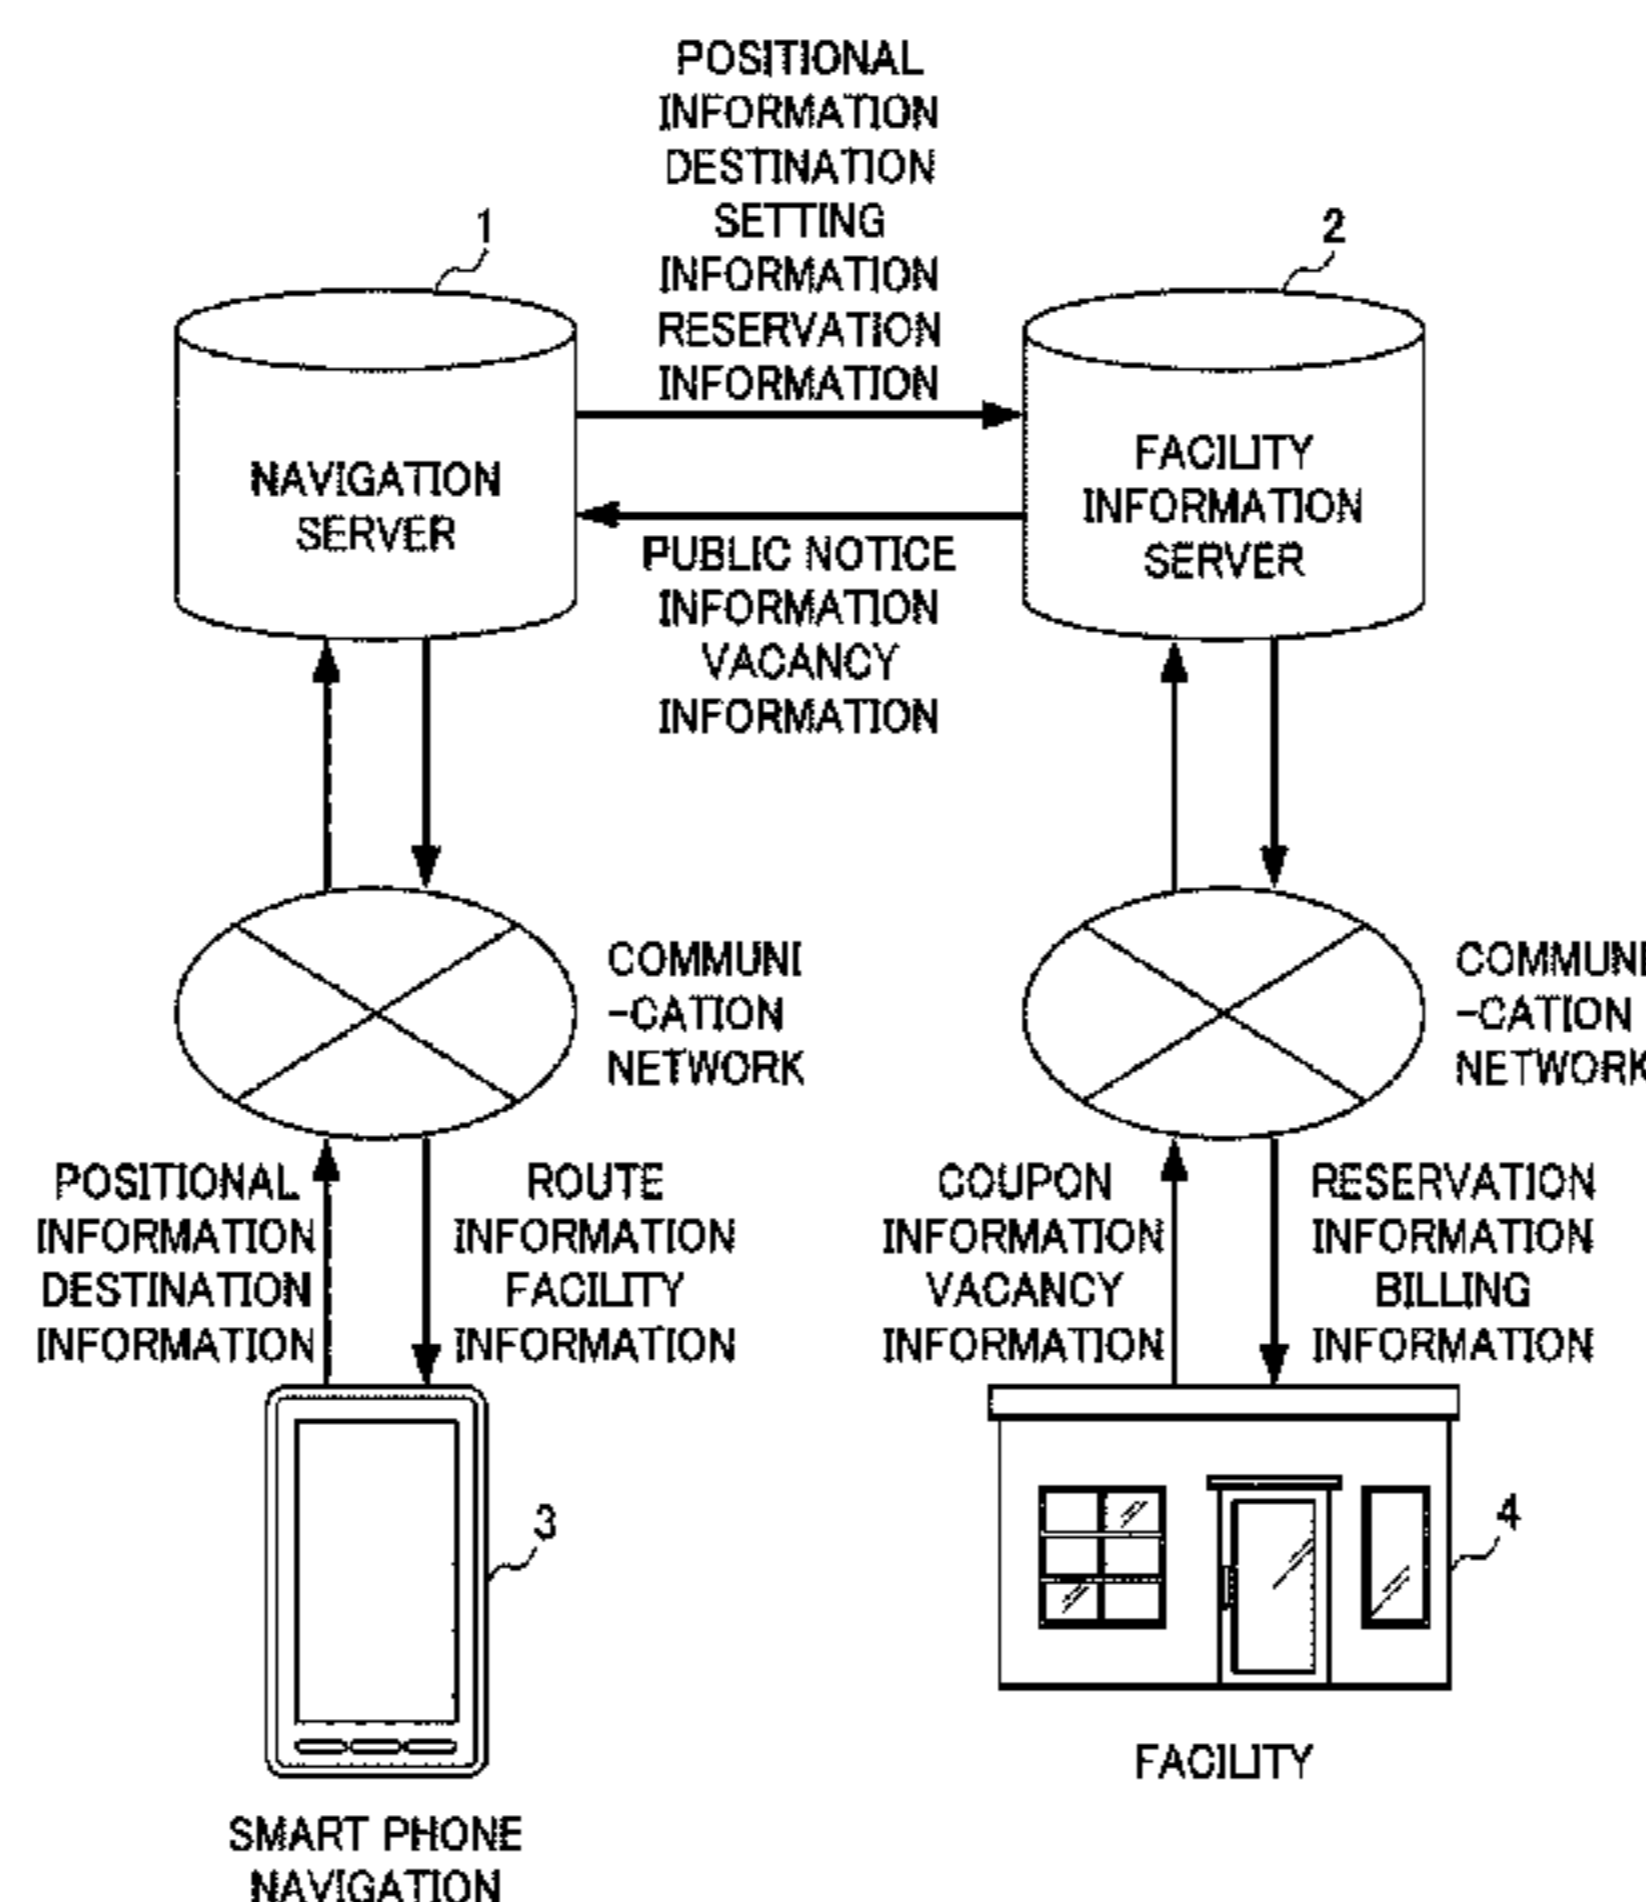 POSITIONAL
INFORMATION
DESTINATION
SETTING
INFORMATION
RESERVATION
INFORMATION
1
2
NAVIGATION
SERVER
FACILITY
INFORMATION
SERVER
PUBLIC NOTICE
INFORMATION
VACANCY
INFORMATION
COMMUNI
-CATION
NETWORK
COMMUNI
-CATION
NETWORK
POSITIONAL
INFORMATION
DESTINATION
INFORMATION
ROUTE
INFORMATION
FACILITY
INFORMATION
COUPON
INFORMATION
VACANCY
INFORMATION
RESERVATION
INFORMATION
BILLING
INFORMATION
3
4
FACILITY
SMART PHONE
NAVIGATION